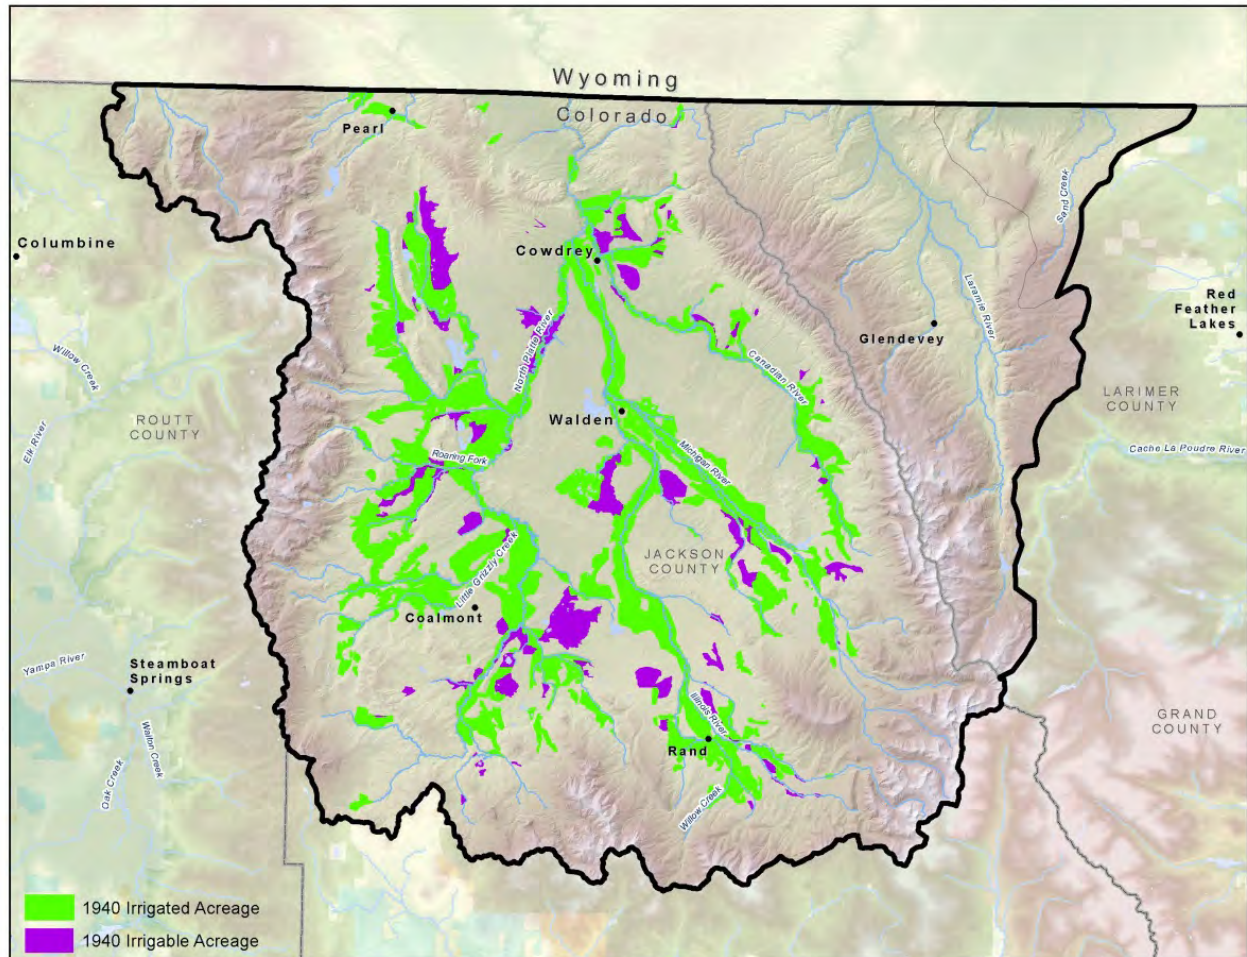 Wyoming
Colorado
Pearl
Sand Creek
Columbine
Cowdrey
Laramie River
Red
Feather
Lakes
Glendevey
North Platte River
Willow Creek
Canadian River
LARIMER
COUNTY
ROUTT
COUNTY
Walden
Elk River
Roaring Fork
Michigan River
Cache La Poudre River
JACKSON
COUNTY
Little Grizzly Creek
Coalmont
Yampa River
Steamboat
Springs
Walton Creek
Illinois River
GRAND
COUNTY
Rand
Oak Creek
Willow Creek
1940 Irrigated Acreage
1940 Irrigable Acreage